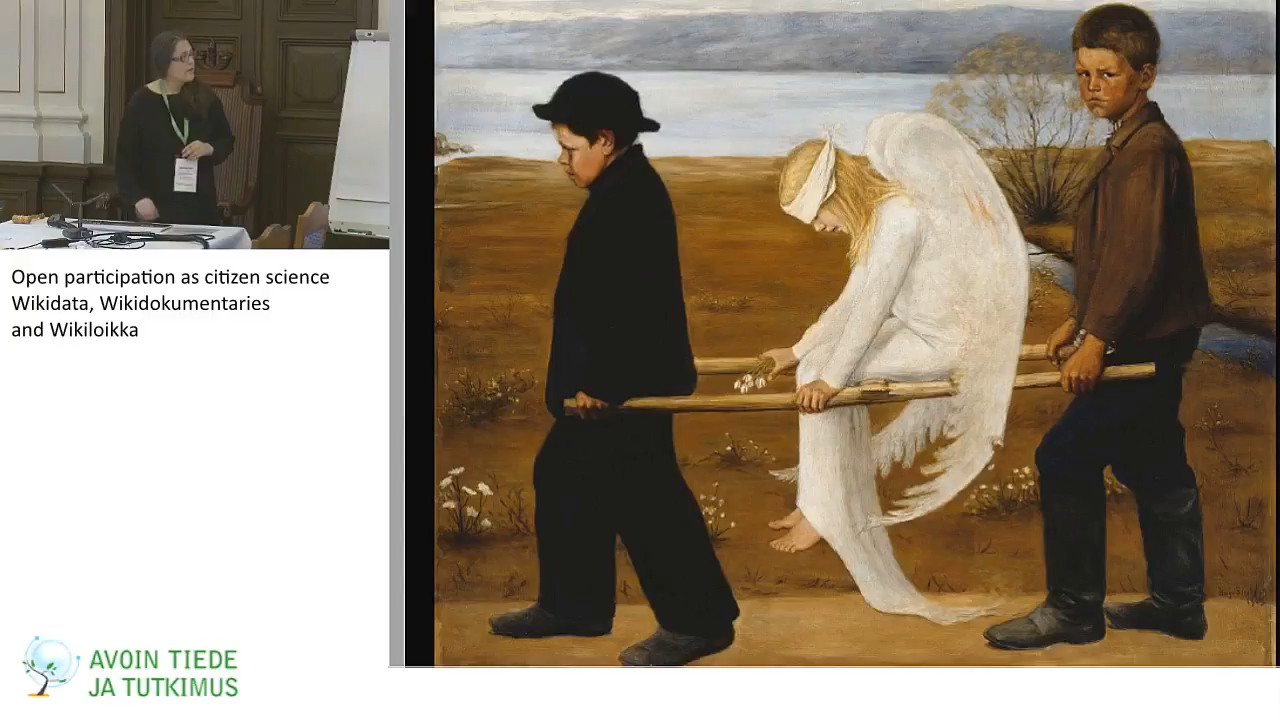 Open participation as citizen science
Wikidata, Wikidokumentaries
and Wikiloikka
AVOIN TIEDE
JA TUTKIMUS